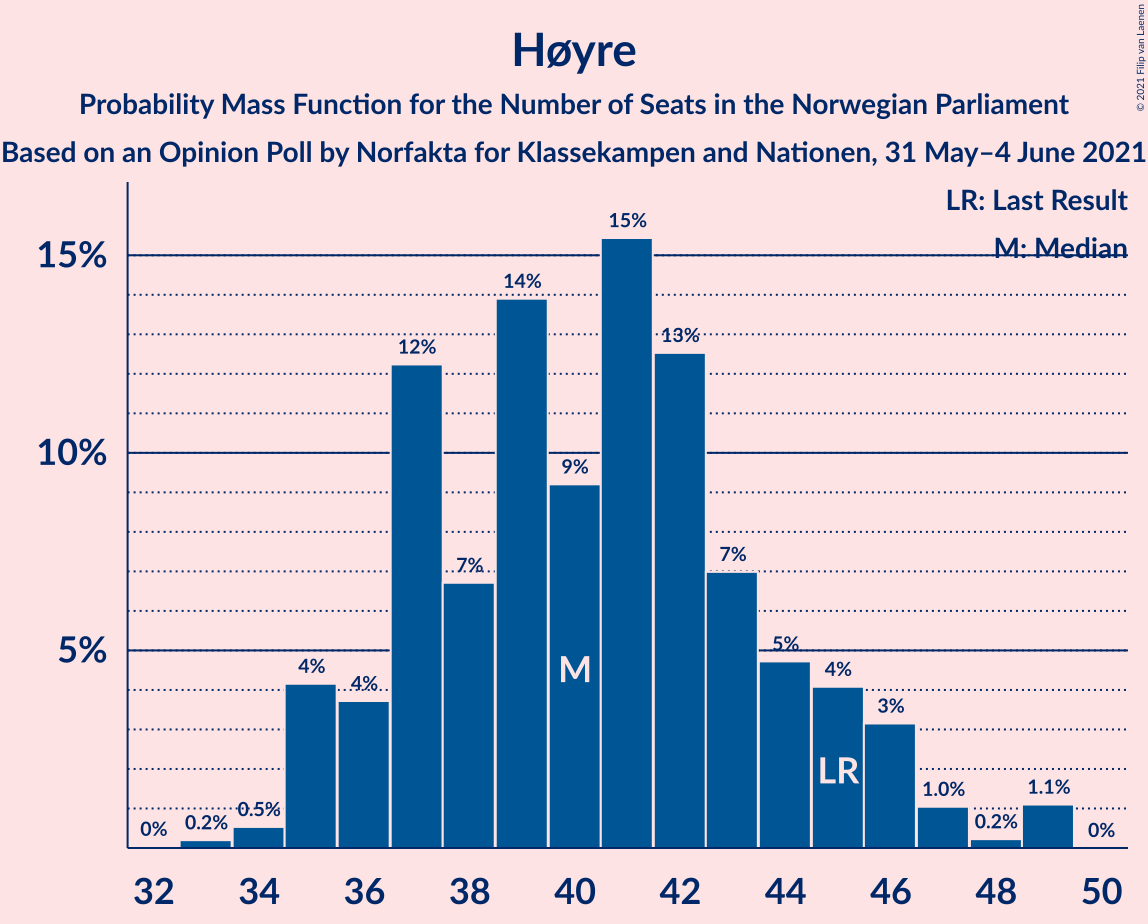 Høyre
Probability Mass Function for the Number of Seats in the Norwegian Parliament
Based on an Opinion Poll by Norfakta for Klassekampen and Nationen, 31 May–4 June 2021
© 2021 Filip van Laenen
LR: Last Result
M: Median
15%
10%
5%
0%
0.2%
0.5%
4%
4%
12%
7%
14%
9%
15%
13%
7%
5%
4%
3%
1.0%
0.2%
1.1%
0%
M
LR
32 34 36 38 40 42 44 46 48 50